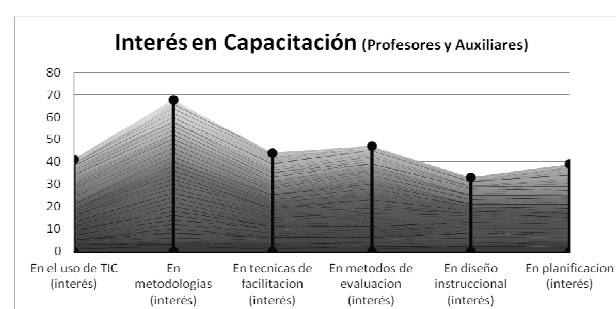 Interés en Capacitación (Profesores y Auxiliares)
80
70
60
50
40
30
20
10
0
En el uso de TIC (interés)
En metodologias (interés)
En tecnicas de facilitacion (interés)
En metodos de evaluacion (interés)
En diseño instruccional (interés)
En planificacion (interés)